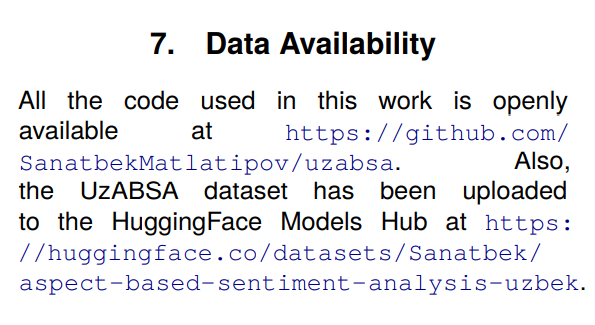 7. Data Availability
All the code used in this work is openly
available at https://github.com/
SanatbekMatlatipov/uzabsa. Also,
the UzABSA dataset has been uploaded
to the HuggingFace Models Hub at https:
//huggingface.co/datasets/Sanatbek/
aspect-based-sentiment-analysis-uzbek.